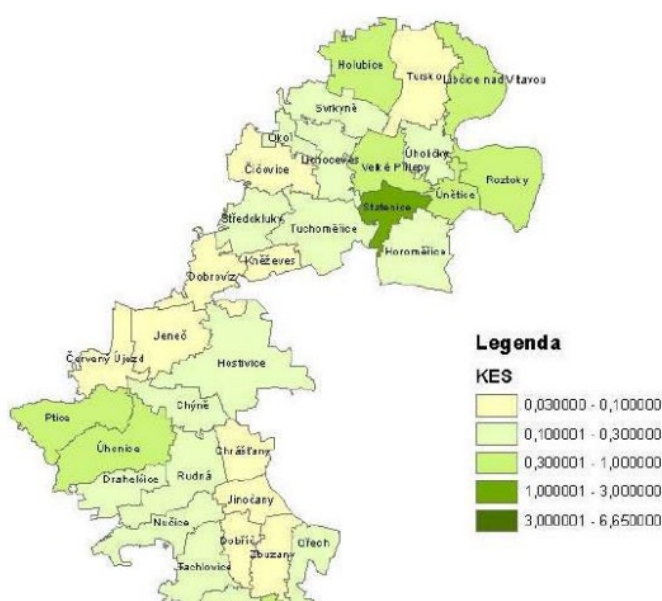 Holubice
Tursko
Libčice nad Vltavou
Svrkyně
Okoř
Lichoceves
Velké Přílepy
Úholičky
Číčovice
Roztoky
Únětice
Statenice
Středokluky
Tuchoměřice
Horoměřice
Kněževes
Dobrovíz
Jeneč
Červený Újezd
Hostivice
Chýně
Ptice
Úhonice
Chrášťany
Drahelčice
Rudná
Jinočany
Nučice
Dobříč
Ořech
Zbuzany
Tachlovice
Legenda
KES
0,030000 - 0,100000
0,100001 - 0,300000
0,300001 - 1,000000
1,000001 - 3,000000
3,000001 - 6,650000